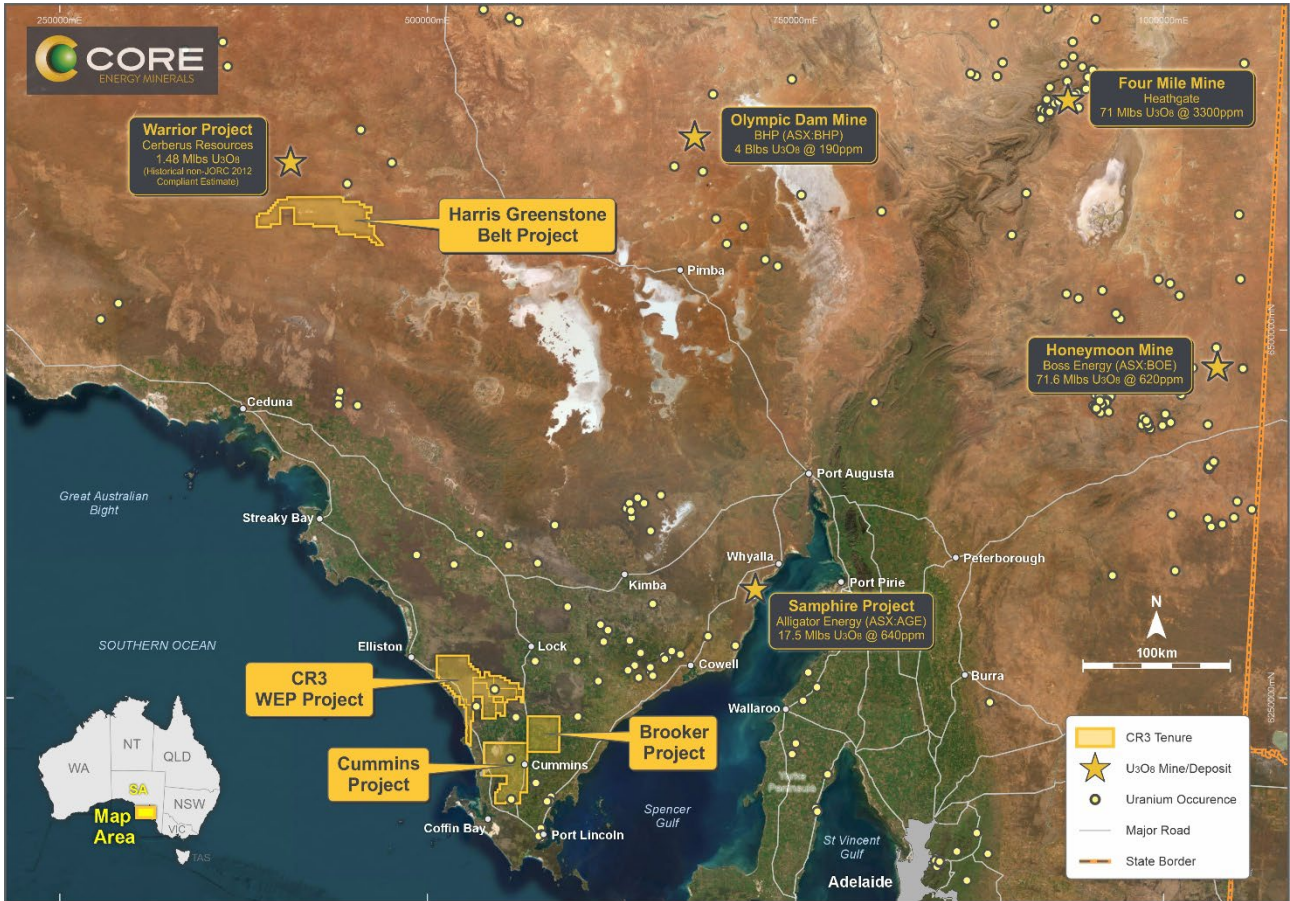 250000mE
500000mE
750000mE
1000000mE
CORE
ENERGY MINERALS
Four Mile Mine
Heathgate
71 Mlbs U3O8 @ 3300ppm
Warrior Project
Cerberus Resources
1.48 Mlbs U3O8
(Historical non-JORC 2012
Compliant Estimate)
Olympic Dam Mine
BHP (ASX:BHP)
4 Blbs U3O8 @ 190ppm
Harris Greenstone
Belt Project
Pimba
6500000mN
Honeymoon Mine
Boss Energy (ASX:BOE)
71.6 Mlbs U3O8 @ 620ppm
Ceduna
Port Augusta
Great Australian
Bight
Streaky Bay
Whyalla
Peterborough
Kimba
Port Pirie
Samphire Project
Alligator Energy (ASX:AGE)
17.5 Mlbs U3O8 @ 640ppm
N
100km
SOUTHERN OCEAN
Elliston
Lock
Cowell
Burra
CR3
WEP Project
Wallaroo
5250000mN
Brooker
Project
Cummins
Project
Cummins
Yorke
Peninsula
Coffin Bay
Port Lincoln
Spencer
Gulf
St Vincent
Gulf
Adelaide
WA
NT
QLD
SA
NSW
VIC
TAS
Map
Area
CR3 Tenure
U3O8 Mine/Deposit
Uranium Occurence
Major Road
State Border